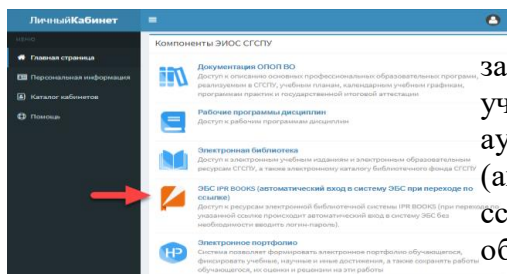 ЛичныйКабинет
МЕНЮ
Главная страница
Персональная информация
Каталог кабинетов
Помощь
Компоненты ЭИОС СГСПУ
Документация ОПОП ВО
Доступ к описанию основных профессиональных образовательных программ,
реализуемым в СГСПУ, учебным планам, календарным учебным графикам,
программам практик и государственной итоговой аттестации
Рабочие программы дисциплин
Доступ к рабочим программам дисциплин
Электронная библиотека
Доступ к электронным учебным изданиям и электронным образовательным
ресурсам СГСПУ, а также электронному каталогу библиотечного фонда СГСПУ
ЭБС IPR BOOKS (автоматический вход в систему ЭБС при переходе по
ссылке)
Доступ к ресурсам электронной библиотечной системы IPR BOOKS (при переходе по
указанной ссылке происходит автоматический вход в систему ЭБС без
необходимости вводить логин-пароль).
Электронное портфолио
Система позволяет формировать электронное портфолио обучающегося,
фиксировать учебные, научные и иные достижения, а также сохранять работы
обучающегося, их оценки и рецензии на эти работы
HP
за
уч
ау
(а
сс
об